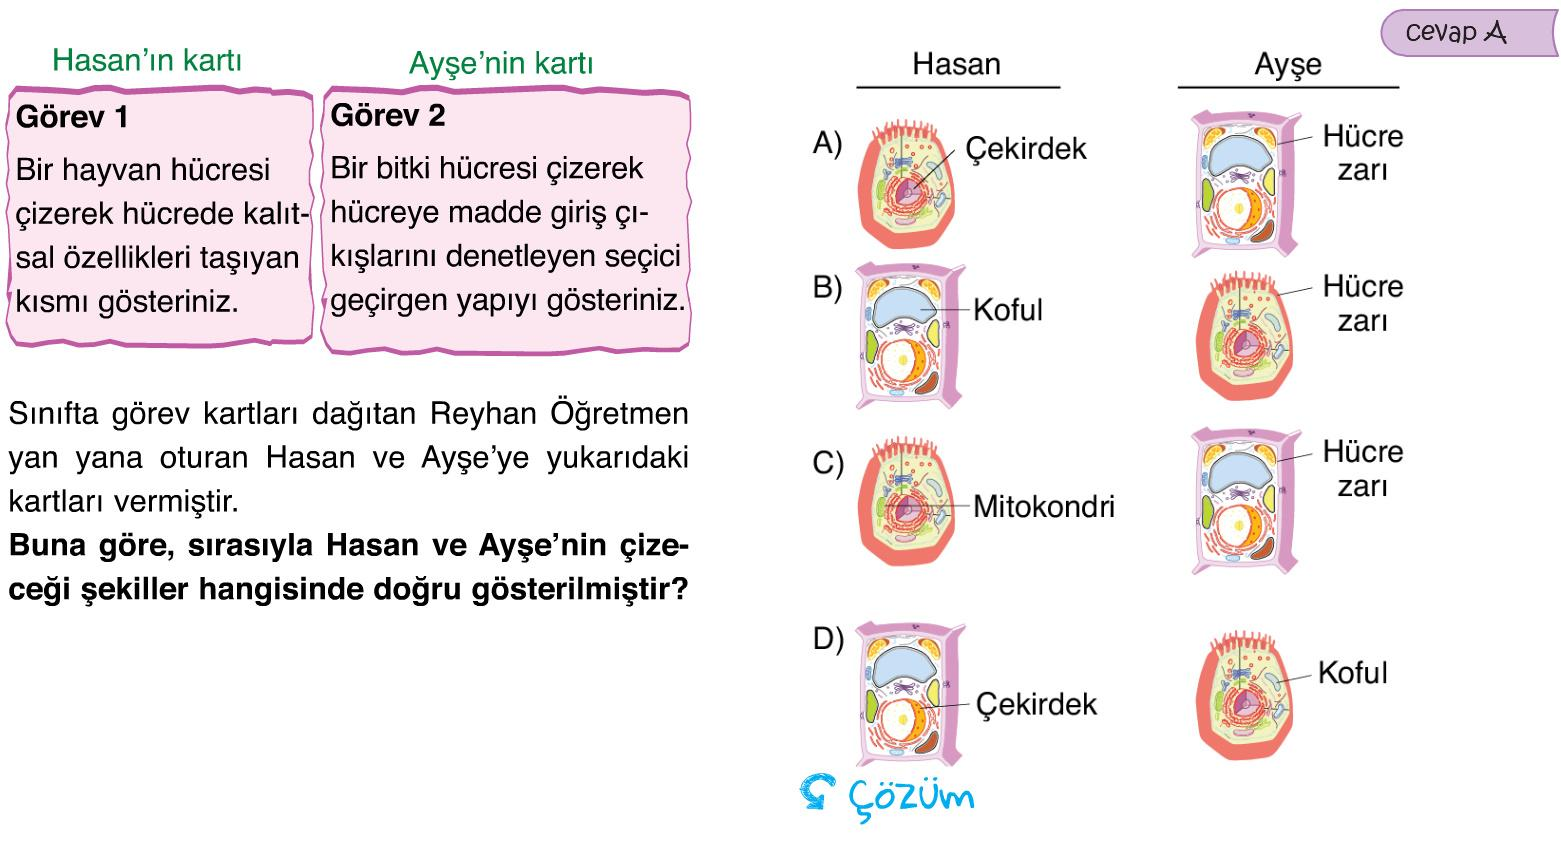 Hasan’ın kartı
Ayşe’nin kartı
Görev 1
Bir hayvan hücresi
çizerek hücrede kalıt-
sal özellikleri taşıyan
kısmı gösteriniz.
Görev 2
Bir bitki hücresi çizerek
hücreye madde giriş çı-
kışlarını denetleyen seçici
geçirgen yapıyı gösteriniz.
Sınıfta görev kartları dağıtan Reyhan Öğretmen
yan yana oturan Hasan ve Ayşe’ye yukarıdaki
kartları vermiştir.
Buna göre, sırasıyla Hasan ve Ayşe’nin çize-
ceği şekiller hangisinde doğru gösterilmiştir?
cevap A
Hasan
Ayşe
A)
Çekirdek
Hücre
zarı
B)
Koful
Hücre
zarı
C)
Mitokondri
Hücre
zarı
D)
Çekirdek
Koful
çözüm